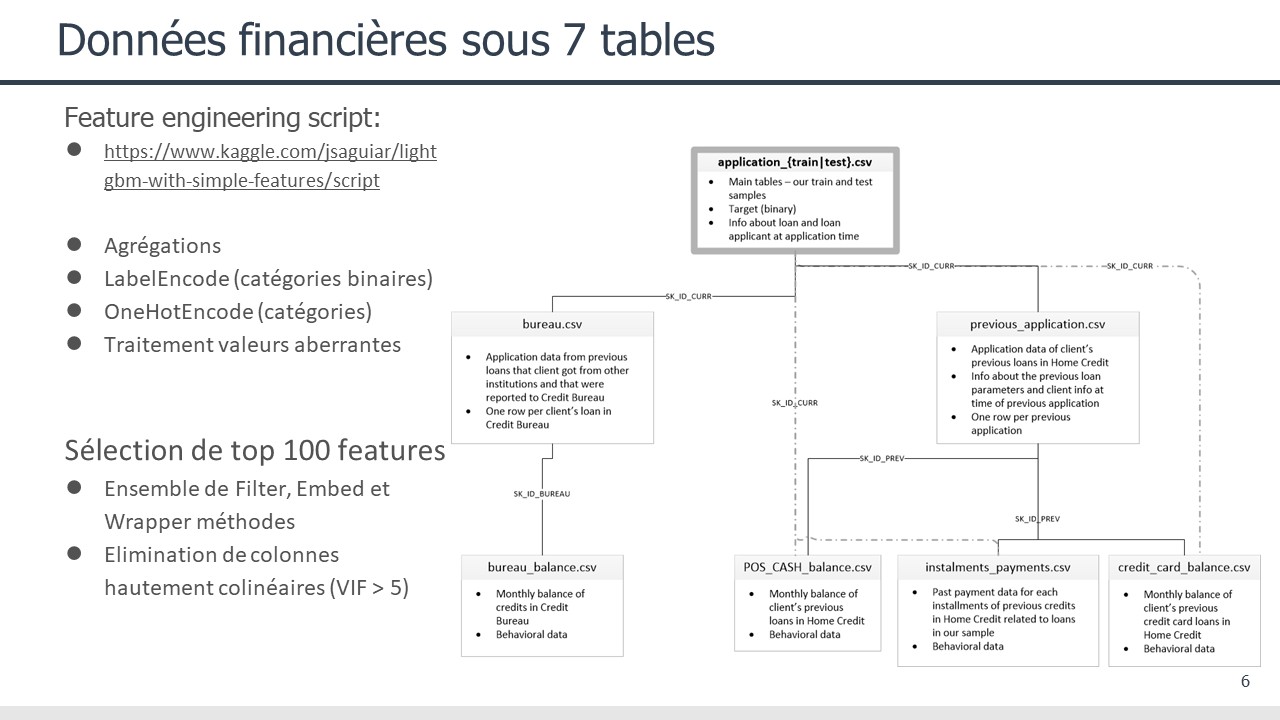 Données financières sous 7 tables
Feature engineering script:
● https://www.kaggle.com/jsaguiar/light
gbm-with-simple-features/script
● Agrégations
● LabelEncode (catégories binaires)
● OneHotEncode (catégories)
● Traitement valeurs aberrantes
Sélection de top 100 features
● Ensemble de Filter, Embed et
Wrapper méthodes
● Elimination de colonnes
hautement colinéaires (VIF > 5)
application_{train|test}.csv
• Main tables – our train and test
samples
• Target (binary)
• Info about loan and loan
applicant at application time
SK_ID_CURR
SK_ID_CURR
SK_ID_CURR
bureau.csv
• Application data from previous
loans that client got from other
institutions and that were
reported to Credit Bureau
• One row per client's loan in
Credit Bureau
SK_ID_CURR
previous_application.csv
• Application data of client's
previous loans in Home Credit
• Info about the previous loan
parameters and client info at
time of previous application
• One row per previous
application
SK_ID_PREV
SK_ID_BUREAU
SK_ID_PREV
bureau_balance.csv
• Monthly balance of
credits in Credit
Bureau
• Behavioral data
POS_CASH_balance.csv
• Monthly balance of
client's previous
loans in Home Credit
• Behavioral data
instalments_payments.csv
• Past payment data for each
installments of previous credits
in Home Credit related to loans
in our sample
• Behavioral data
credit_card_balance.csv
• Monthly balance of
client's previous
credit card loans in
Home Credit
• Behavioral data
6